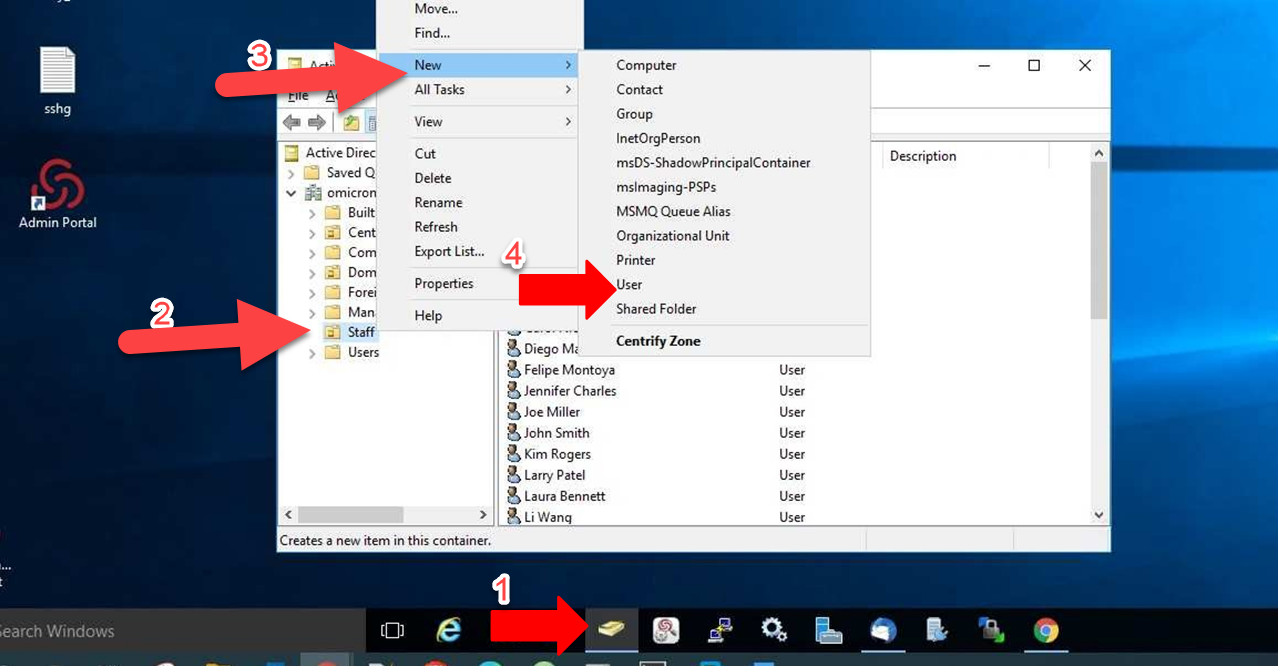 Move...
Find...
3
New
All Tasks
View
Cut
Delete
Rename
Refresh
Export List...
Properties
Help
Computer
Contact
Group
InetOrgPerson
msDS-ShadowPrincipalContainer
msImaging-PSPs
MSMQ Queue Alias
Organizational Unit
Printer
User
Shared Folder
Centrify Zone
4
sshg
Admin Portal
File
Active Direc
Saved Q
omicron
Built
Cent
Com
Dom
Forei
Mana
2
Staff
Users
Description
Diego Ma
Felipe Montoya User
Jennifer Charles User
Joe Miller User
John Smith User
Kim Rogers User
Larry Patel User
Laura Bennett User
Li Wang User
Creates a new item in this container.
1
Search Windows